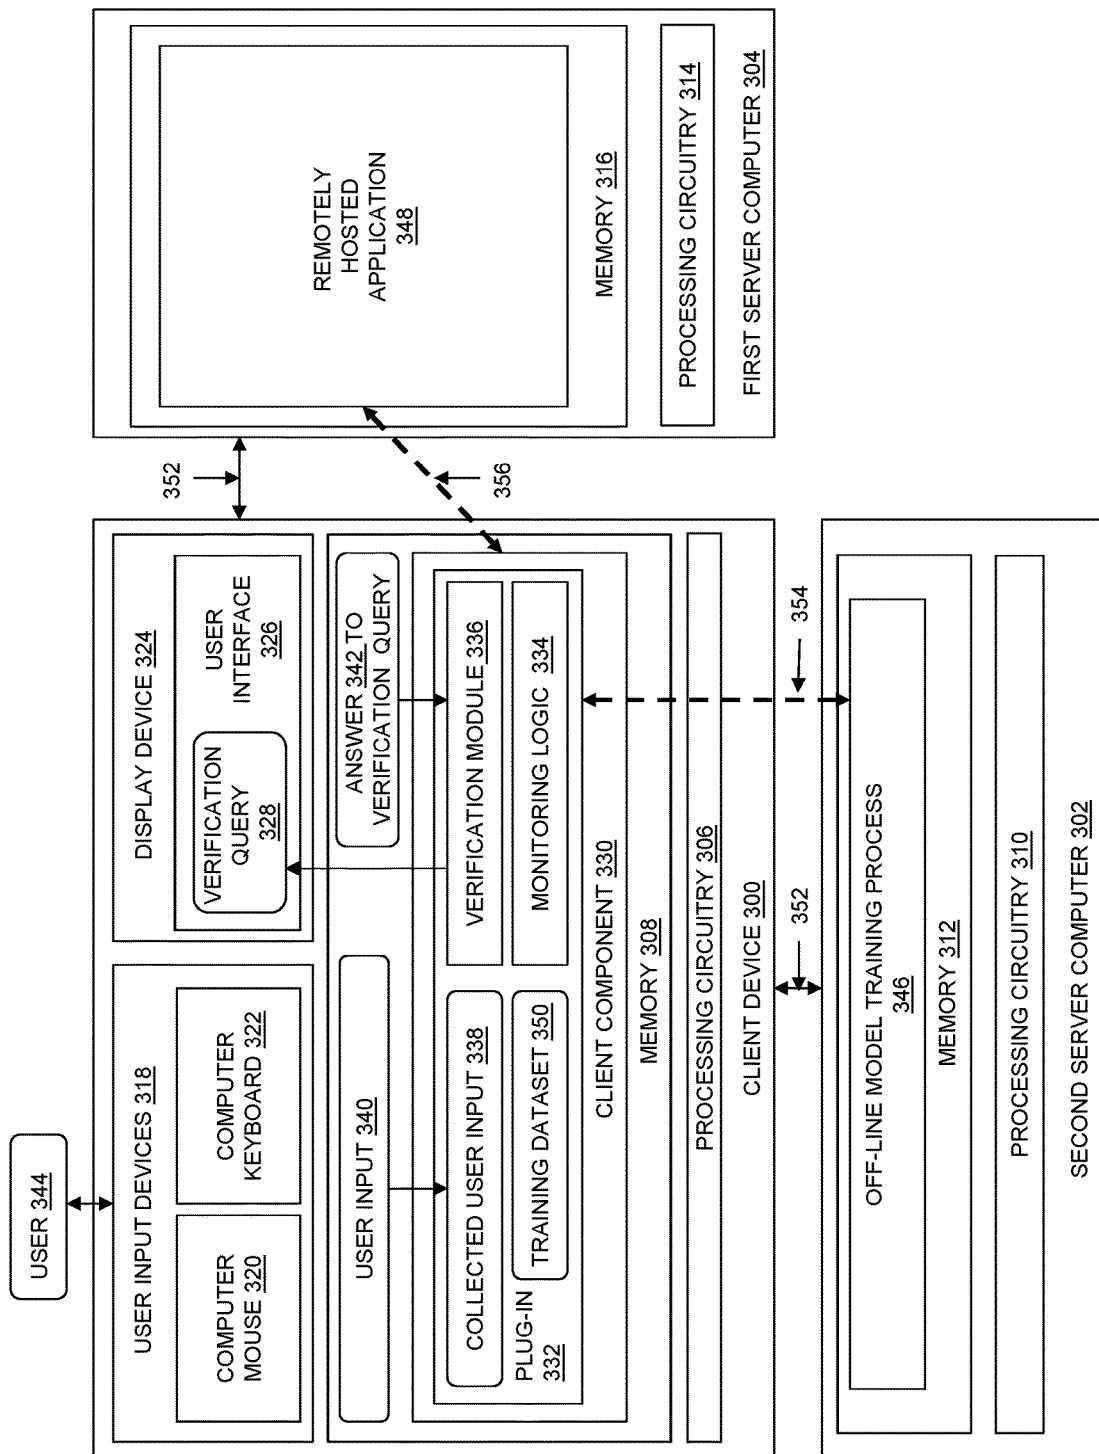 USER 344
USER INPUT DEVICES 318
COMPUTER
MOUSE 320
COMPUTER
KEYBOARD 322
DISPLAY DEVICE 324
VERIFICATION
QUERY
328
USER
INTERFACE
326
USER INPUT 340
ANSWER 342 TO
VERIFICATION QUERY
COLLECTED USER INPUT 338
VERIFICATION MODULE 336
PLUG-IN
332
TRAINING DATASET 350
MONITORING LOGIC 334
CLIENT COMPONENT 330
MEMORY 308
PROCESSING CIRCUITRY 306
CLIENT DEVICE 300
352
356
REMOTELY
HOSTED
APPLICATION
348
MEMORY 316
PROCESSING CIRCUITRY 314
FIRST SERVER COMPUTER 304
352
354
OFF-LINE MODEL TRAINING PROCESS
346
MEMORY 312
PROCESSING CIRCUITRY 310
SECOND SERVER COMPUTER 302